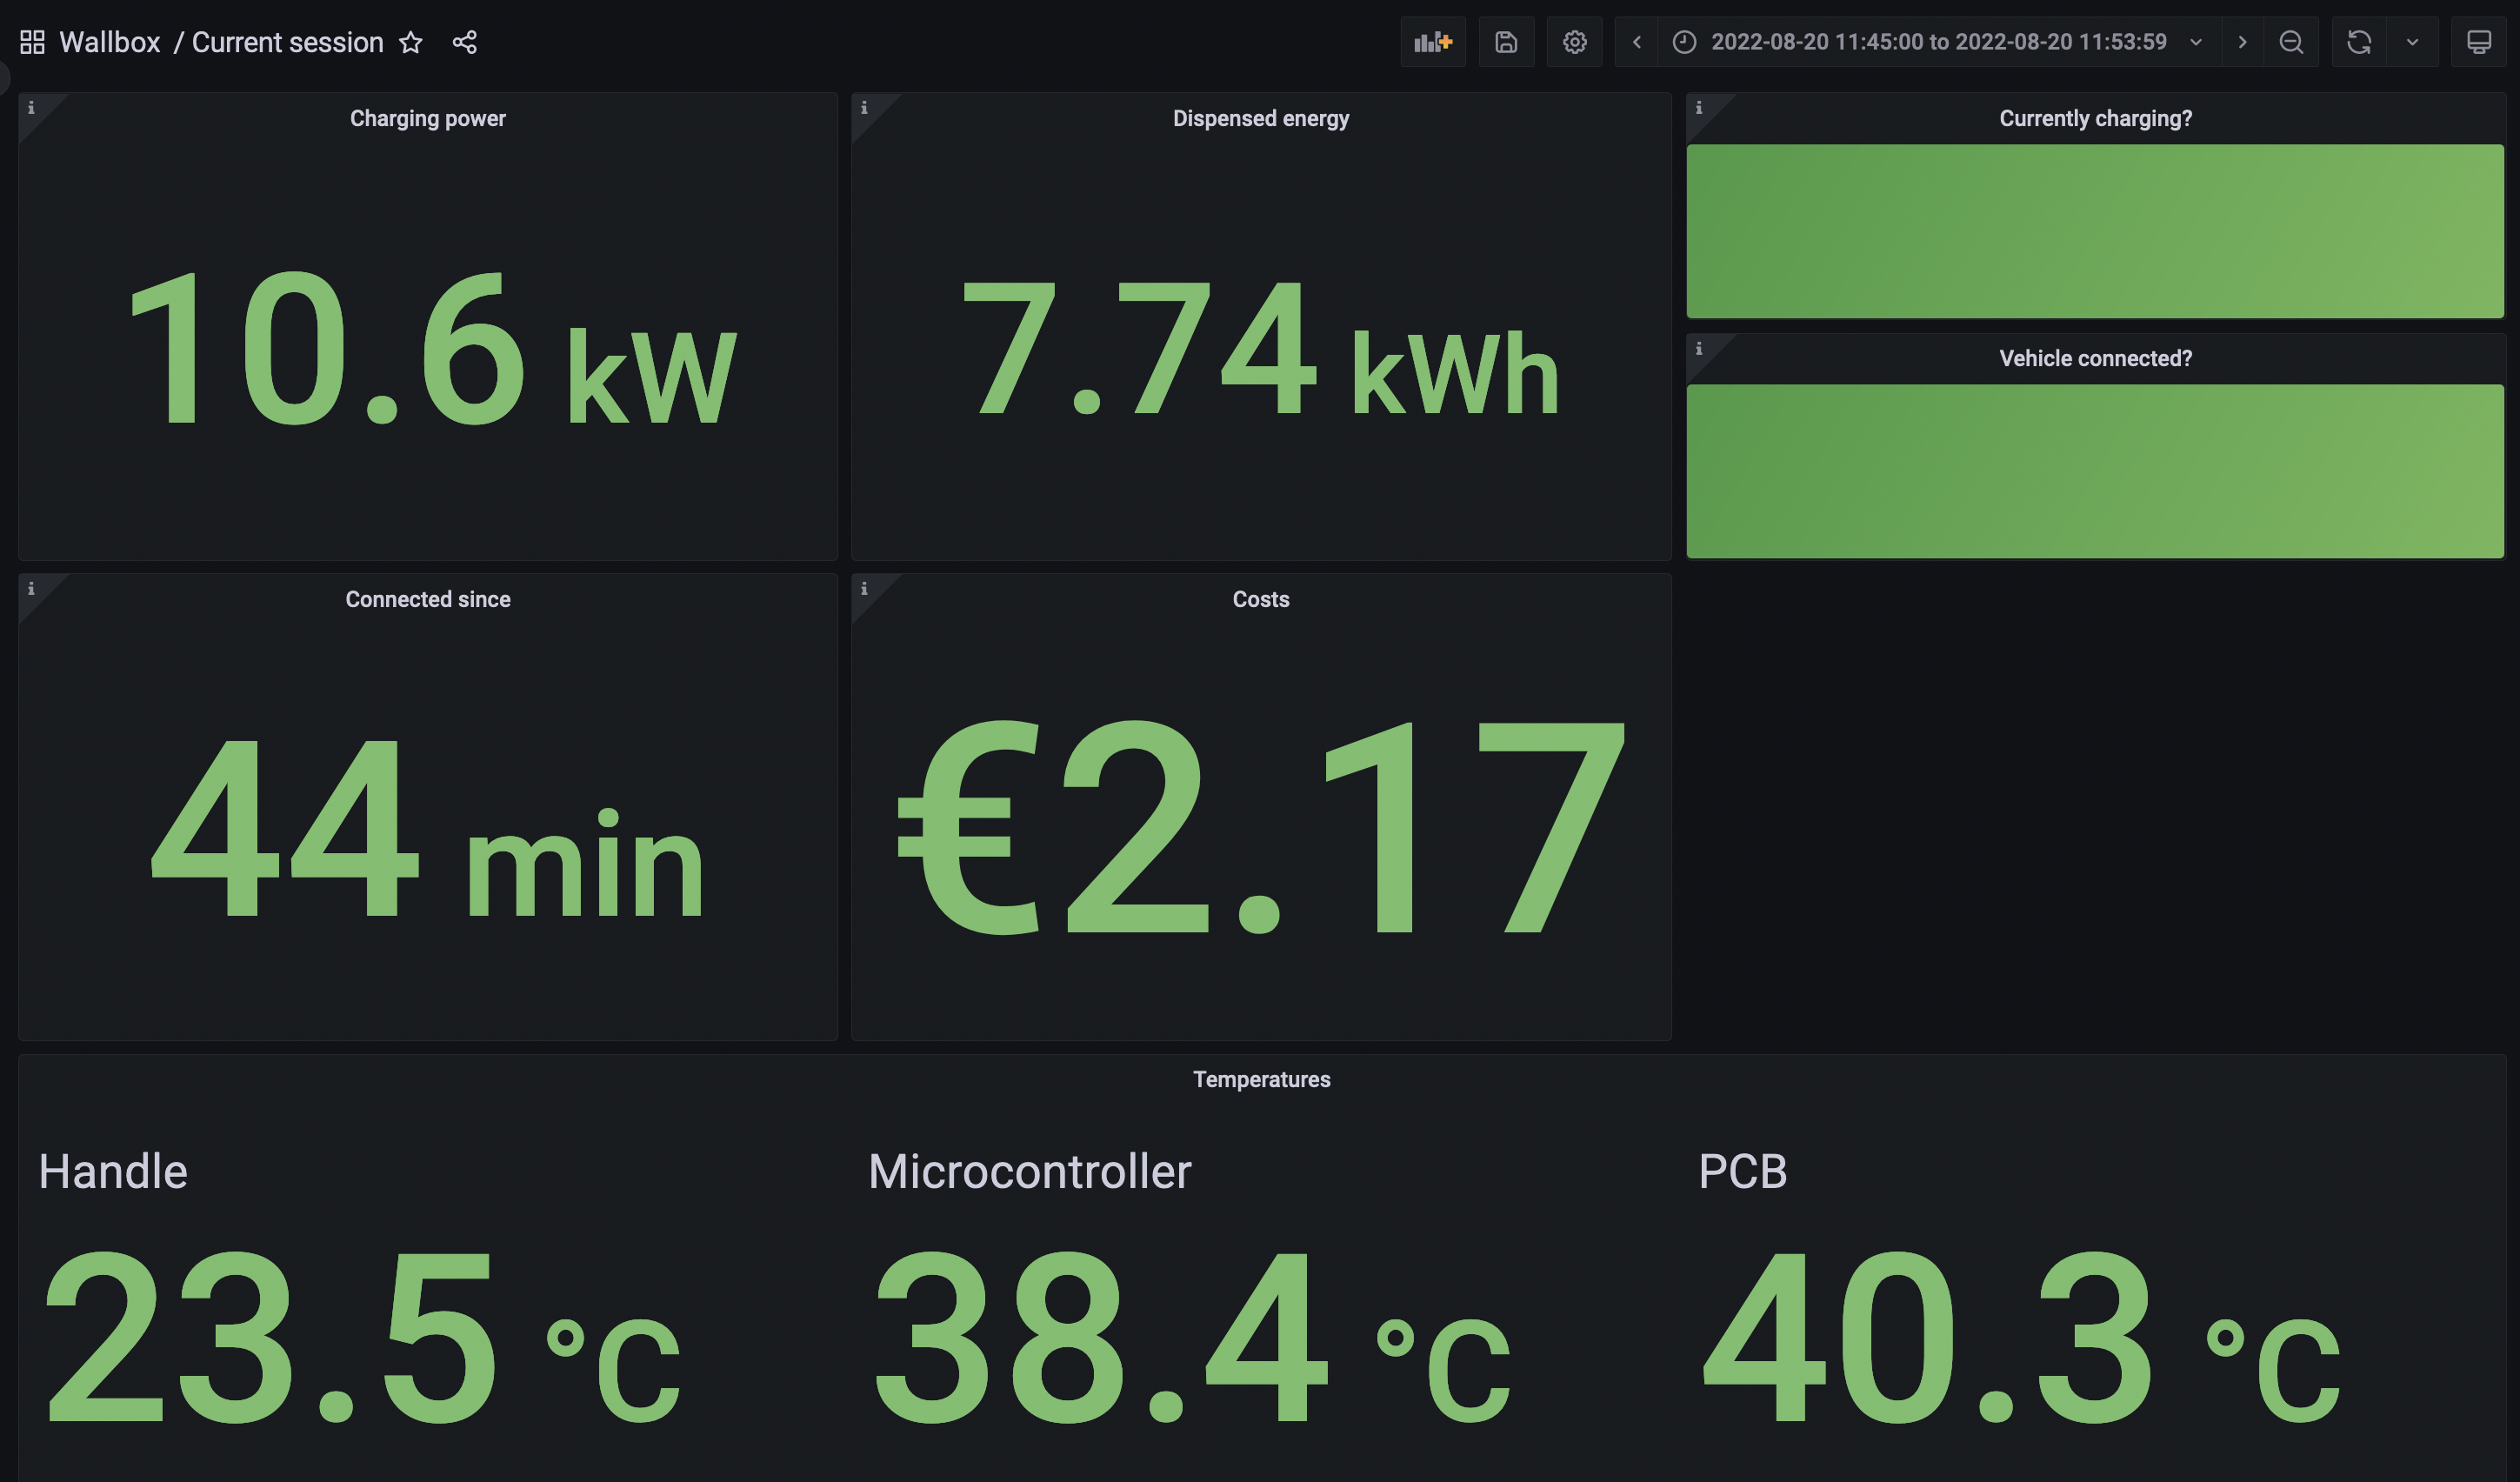 Wallbox / Current session
2022-08-20 11:45:00 to 2022-08-20 11:53:59
Charging power
10.6 kW
Dispensed energy
7.74 kWh
Currently charging?
Vehicle connected?
Connected since
44 min
Costs
€2.17
Temperatures
Handle
23.5 °C
Microcontroller
38.4 °C
PCB
40.3 °C